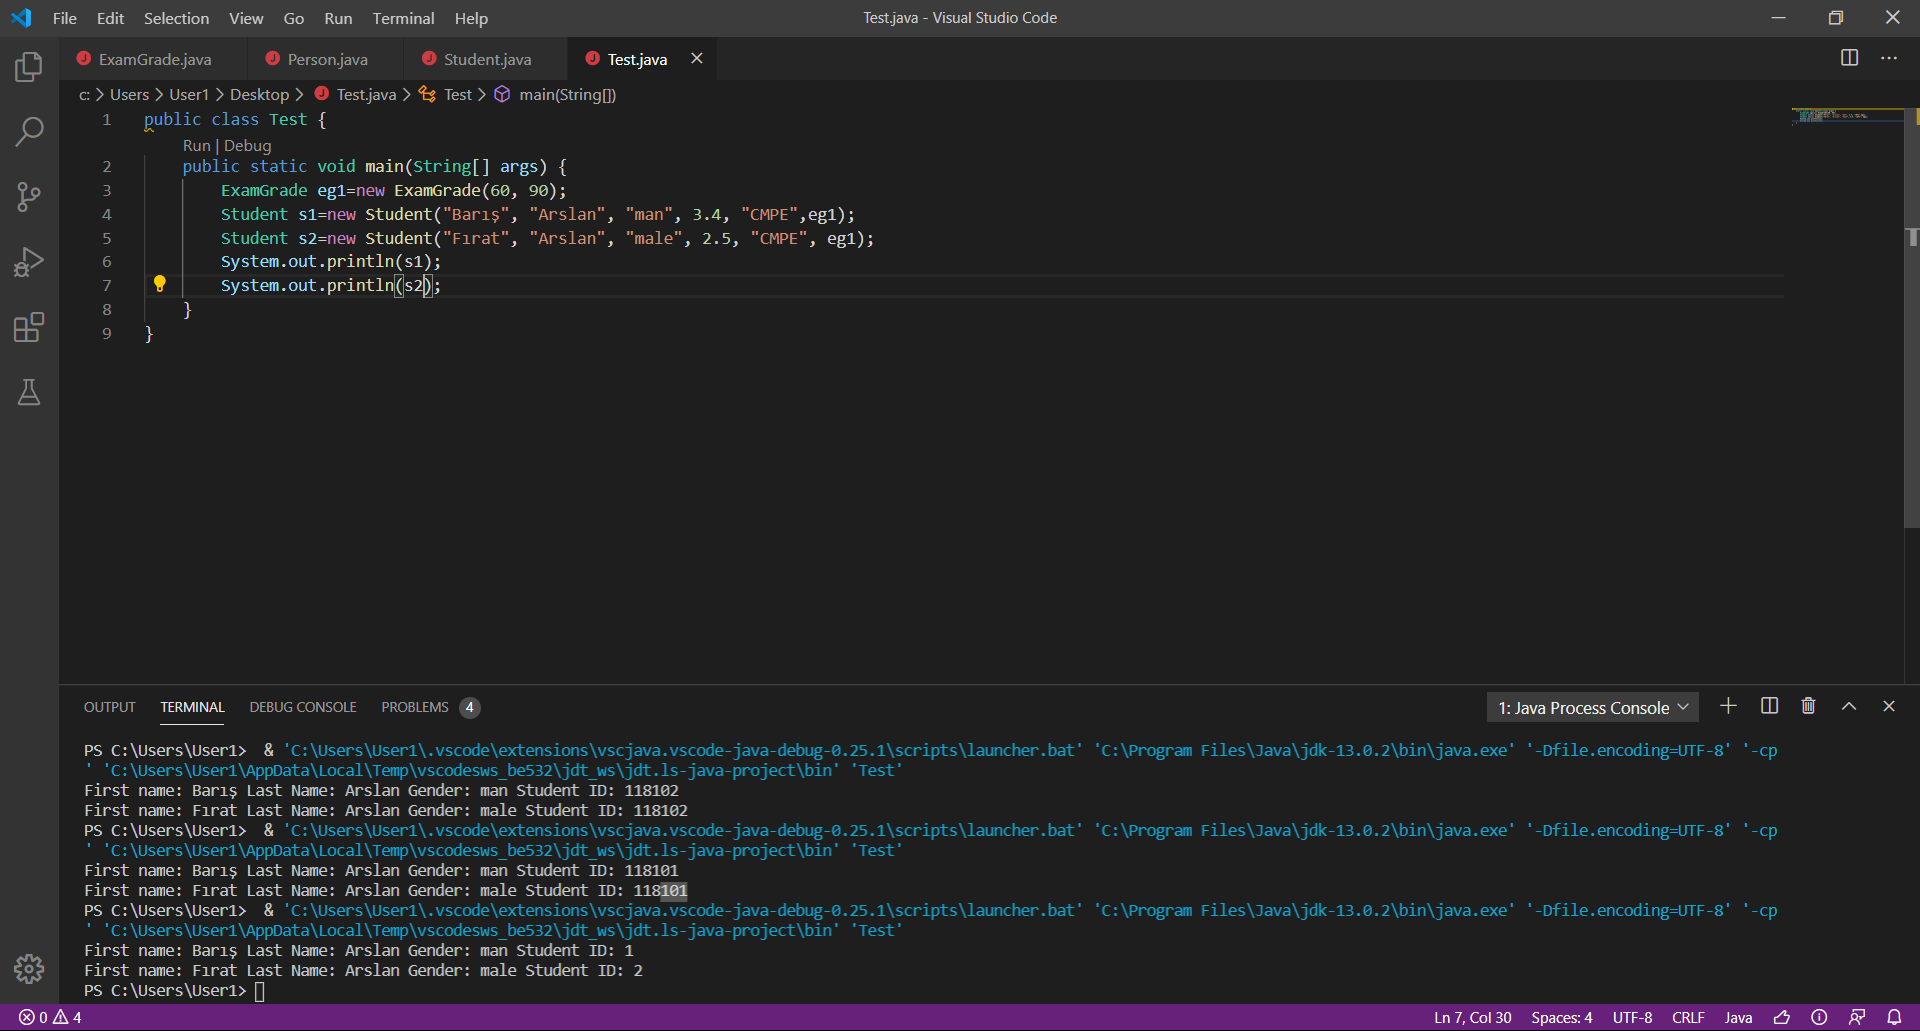 File Edit Selection View Go Run Terminal Help Test.java - Visual Studio Code
ExamGrade.java Person.java Student.java Test.java
c: > Users > User1 > Desktop > Test.java > Test > main(String[])
1 public class Test {
Run | Debug
2 public static void main(String[] args) {
3 ExamGrade eg1=new ExamGrade(60, 90);
4 Student s1=new Student("Barış", "Arslan", "man", 3.4, "CMPE",eg1);
5 Student s2=new Student("Fırat", "Arslan", "male", 2.5, "CMPE", eg1);
6 System.out.println(s1);
7 System.out.println(s2);
8 }
9 }
OUTPUT TERMINAL DEBUG CONSOLE PROBLEMS 4 1: Java Process Console
PS C:\Users\User1> & 'C:\Users\User1\.vscode\extensions\vscjava.vscode-java-debug-0.25.1\scripts\launcher.bat' 'C:\Program Files\Java\jdk-13.0.2\bin\java.exe' '-Dfile.encoding=UTF-8' '-cp
' 'C:\Users\User1\AppData\Local\Temp\vscodesws_be532\jdt_ws\jdt.ls-java-project\bin' 'Test'
First name: Barış Last Name: Arslan Gender: man Student ID: 118102
First name: Fırat Last Name: Arslan Gender: male Student ID: 118102
PS C:\Users\User1> & 'C:\Users\User1\.vscode\extensions\vscjava.vscode-java-debug-0.25.1\scripts\launcher.bat' 'C:\Program Files\Java\jdk-13.0.2\bin\java.exe' '-Dfile.encoding=UTF-8' '-cp
' 'C:\Users\User1\AppData\Local\Temp\vscodesws_be532\jdt_ws\jdt.ls-java-project\bin' 'Test'
First name: Barış Last Name: Arslan Gender: man Student ID: 118101
First name: Fırat Last Name: Arslan Gender: male Student ID: 118101
PS C:\Users\User1> & 'C:\Users\User1\.vscode\extensions\vscjava.vscode-java-debug-0.25.1\scripts\launcher.bat' 'C:\Program Files\Java\jdk-13.0.2\bin\java.exe' '-Dfile.encoding=UTF-8' '-cp
' 'C:\Users\User1\AppData\Local\Temp\vscodesws_be532\jdt_ws\jdt.ls-java-project\bin' 'Test'
First name: Barış Last Name: Arslan Gender: man Student ID: 1
First name: Fırat Last Name: Arslan Gender: male Student ID: 2
PS C:\Users\User1>
0 4 Ln 7, Col 30 Spaces: 4 UTF-8 CRLF Java